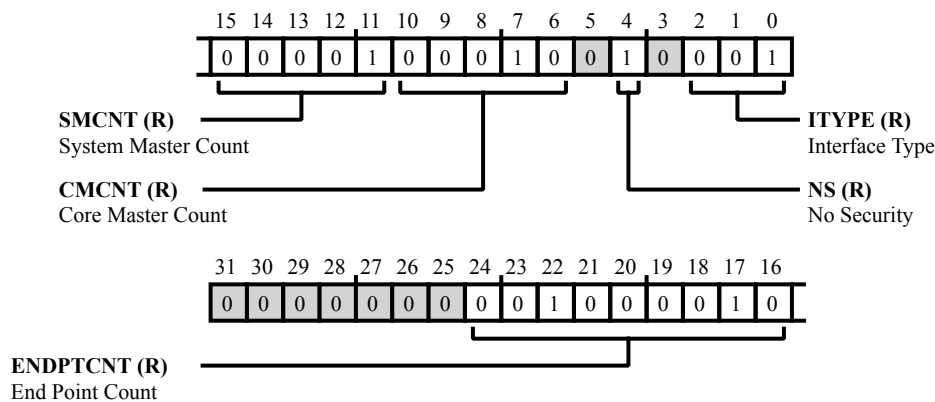 15 14 13 12 11 10 9 8 7 6 5 4 3 2 1 0
0 0 0 0 1 0 0 0 1 0 0 1 0 0 0 1
SMCNT (R) ITYPE (R)
System Master Count Interface Type
CMCNT (R) NS (R)
Core Master Count No Security
31 30 29 28 27 26 25 24 23 22 21 20 19 18 17 16
0 0 0 0 0 0 0 0 0 1 0 0 0 0 1 0
ENDPTCNT (R)
End Point Count